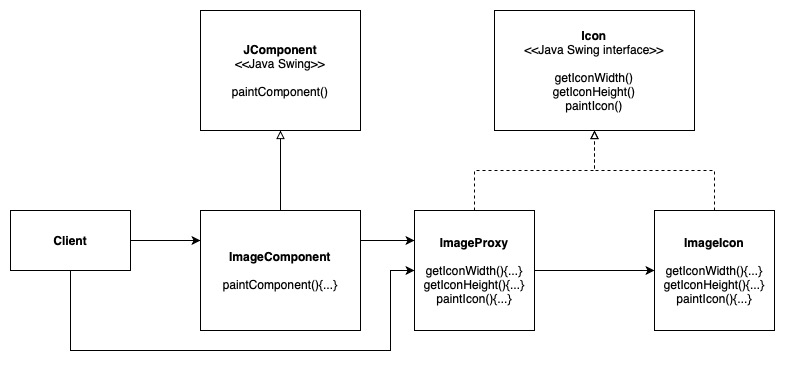 JComponent
<<Java Swing>>
paintComponent()
Icon
<<Java Swing interface>>
getIconWidth()
getIconHeight()
paintIcon()
Client
ImageComponent
paintComponent(){...}
ImageProxy
getIconWidth(){...}
getIconHeight(){...}
paintIcon(){...}
ImageIcon
getIconWidth(){...}
getIconHeight(){...}
paintIcon(){...}